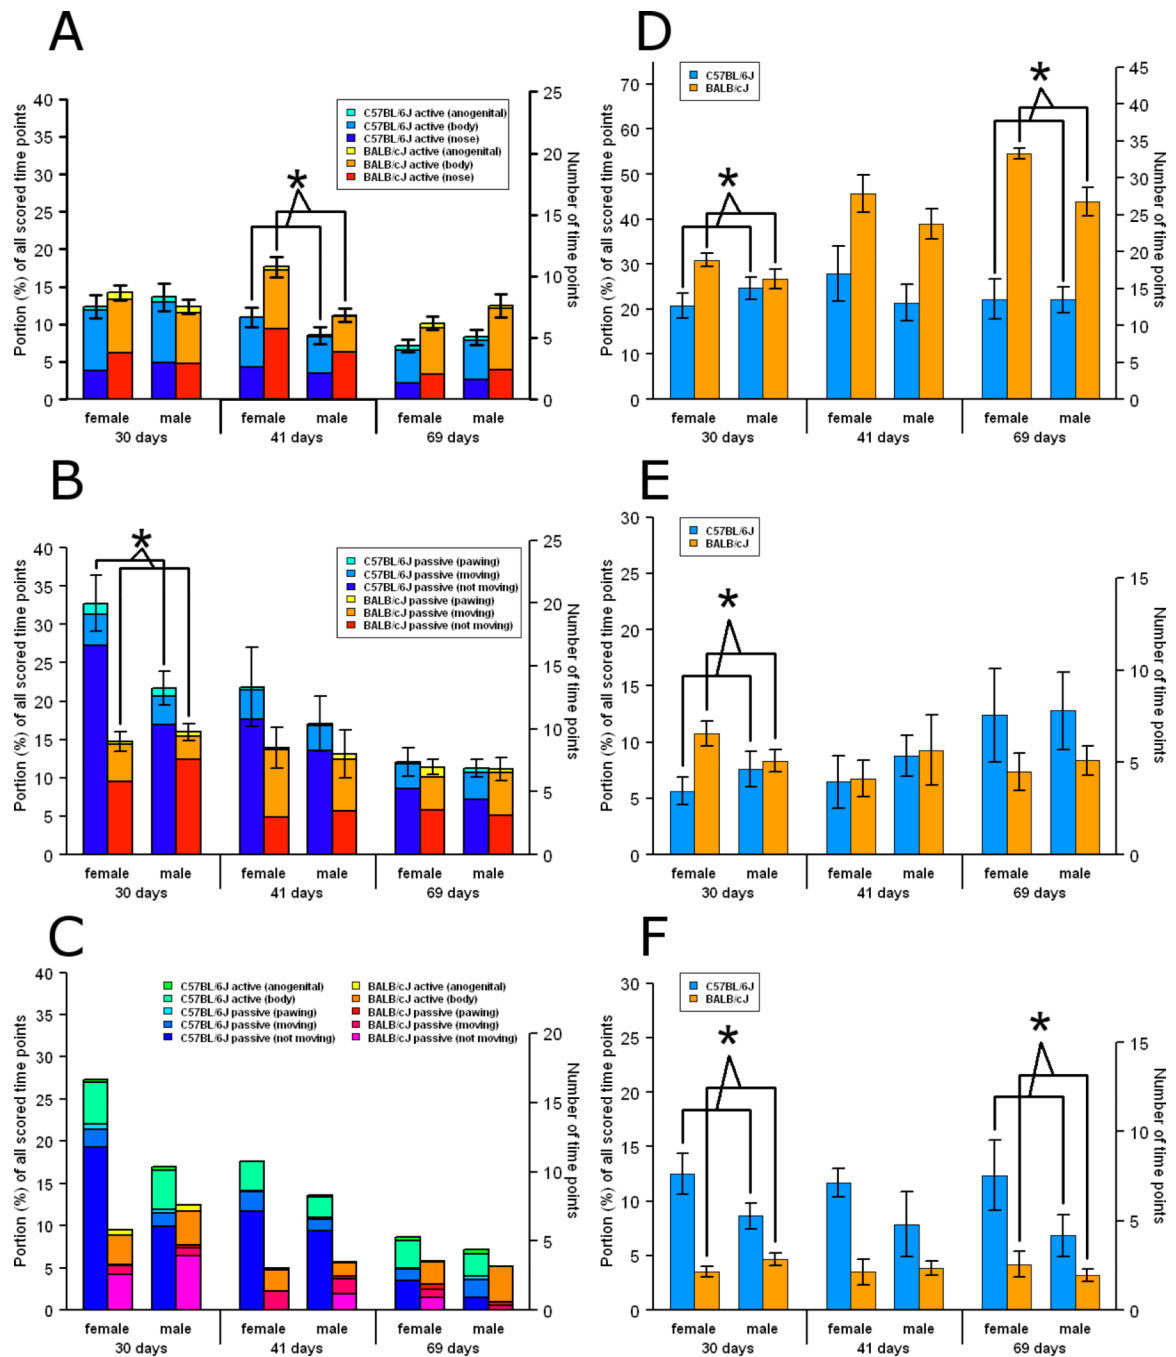 A
Portion (%) of all scored time points
40
35
30
25
20
15
10
5
0
C57BL/6J active (anogenital)
C57BL/6J active (body)
C57BL/6J active (nose)
BALB/cJ active (anogenital)
BALB/cJ active (body)
BALB/cJ active (nose)
*
25
20
15
10
5
0
Number of time points
female male female male female male
30 days 41 days 69 days
D
Portion (%) of all scored time points
70
60
50
40
30
20
10
0
C57BL/6J
BALB/cJ
*
*
45
40
35
30
25
20
15
10
5
0
Number of time points
female male female male female male
30 days 41 days 69 days
B
Portion (%) of all scored time points
40
35
30
25
20
15
10
5
0
*
C57BL/6J passive (pawing)
C57BL/6J passive (moving)
C57BL/6J passive (not moving)
BALB/cJ passive (pawing)
BALB/cJ passive (moving)
BALB/cJ passive (not moving)
25
20
15
10
5
0
Number of time points
female male female male female male
30 days 41 days 69 days
E
Portion (%) of all scored time points
30
25
20
15
10
5
0
C57BL/6J
BALB/cJ
*
15
10
5
0
Number of time points
female male female male female male
30 days 41 days 69 days
C
Portion (%) of all scored time points
40
35
30
25
20
15
10
5
0
C57BL/6J active (anogenital)
C57BL/6J active (body)
C57BL/6J passive (pawing)
C57BL/6J passive (moving)
C57BL/6J passive (not moving)
BALB/cJ active (anogenital)
BALB/cJ active (body)
BALB/cJ passive (pawing)
BALB/cJ passive (moving)
BALB/cJ passive (not moving)
20
15
10
5
0
Number of time points
female male female male female male
30 days 41 days 69 days
F
Portion (%) of all scored time points
30
25
20
15
10
5
0
C57BL/6J
BALB/cJ
*
*
15
10
5
0
Number of time points
female male female male female male
30 days 41 days 69 days